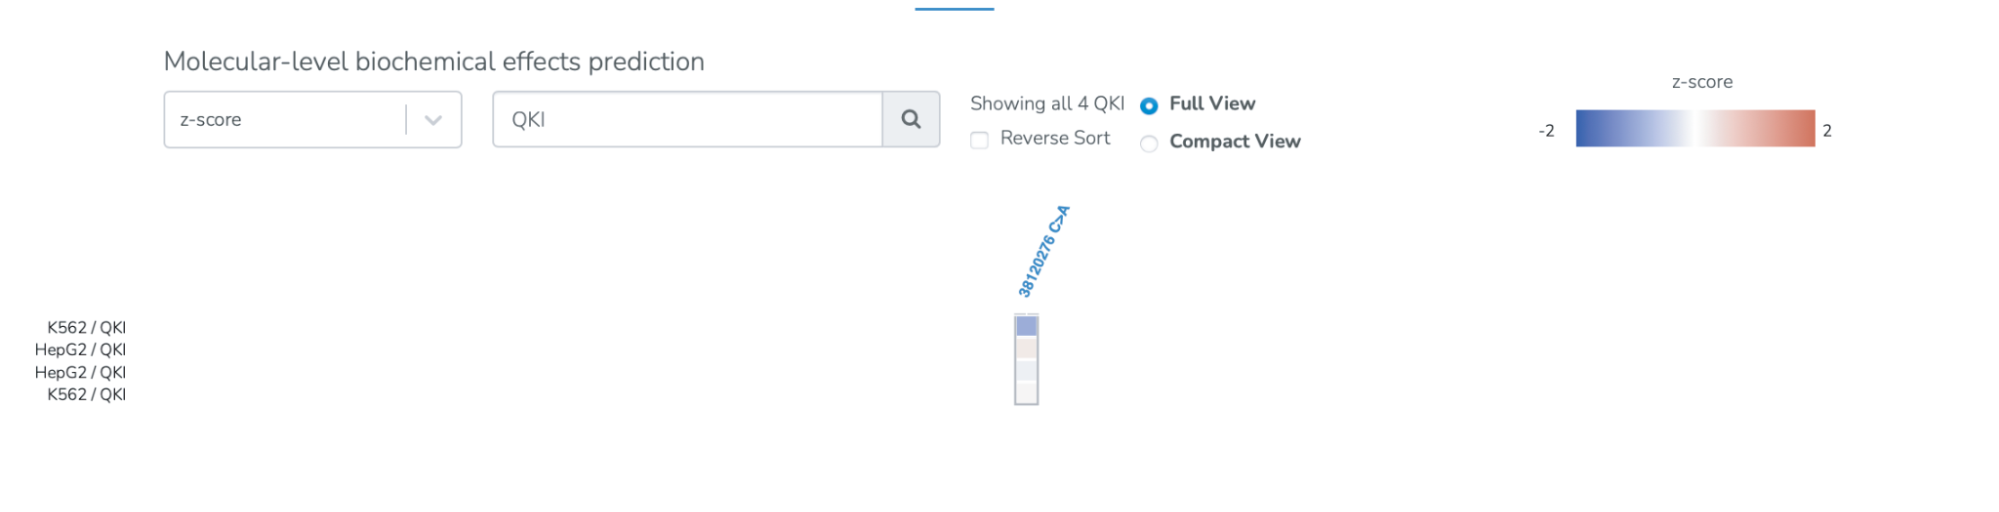 Molecular-level biochemical effects prediction
z-score
QKI
Showing all 4 QKI
Full View
Reverse Sort
Compact View
z-score
-2
2
38120276 C>A
K562 / QKI
HepG2 / QKI
HepG2 / QKI
K562 / QKI